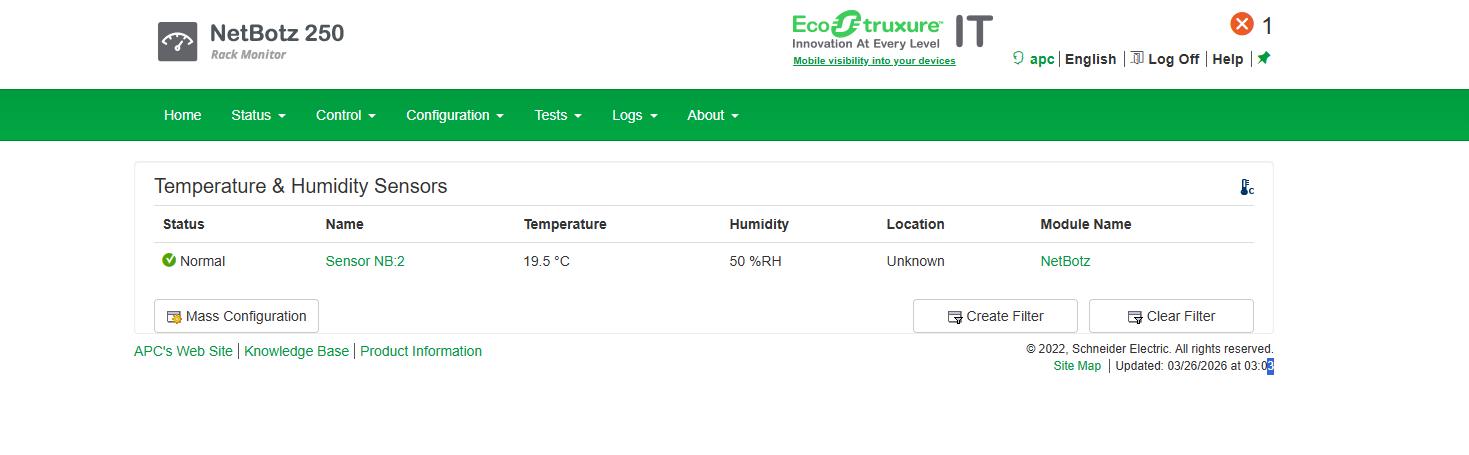 NetBotz 250
Rack Monitor
EcoStruxure™ IT
Innovation At Every Level
Mobile visibility into your devices
1
apc English Log Off Help
Home Status Control Configuration Tests Logs About
Temperature & Humidity Sensors
C
Status Name Temperature Humidity Location Module Name
Normal Sensor NB:2 19.5 °C 50 %RH Unknown NetBotz
Mass Configuration Create Filter Clear Filter
APC's Web Site Knowledge Base Product Information
© 2022, Schneider Electric. All rights reserved.
Site Map Updated: 03/26/2026 at 03:03